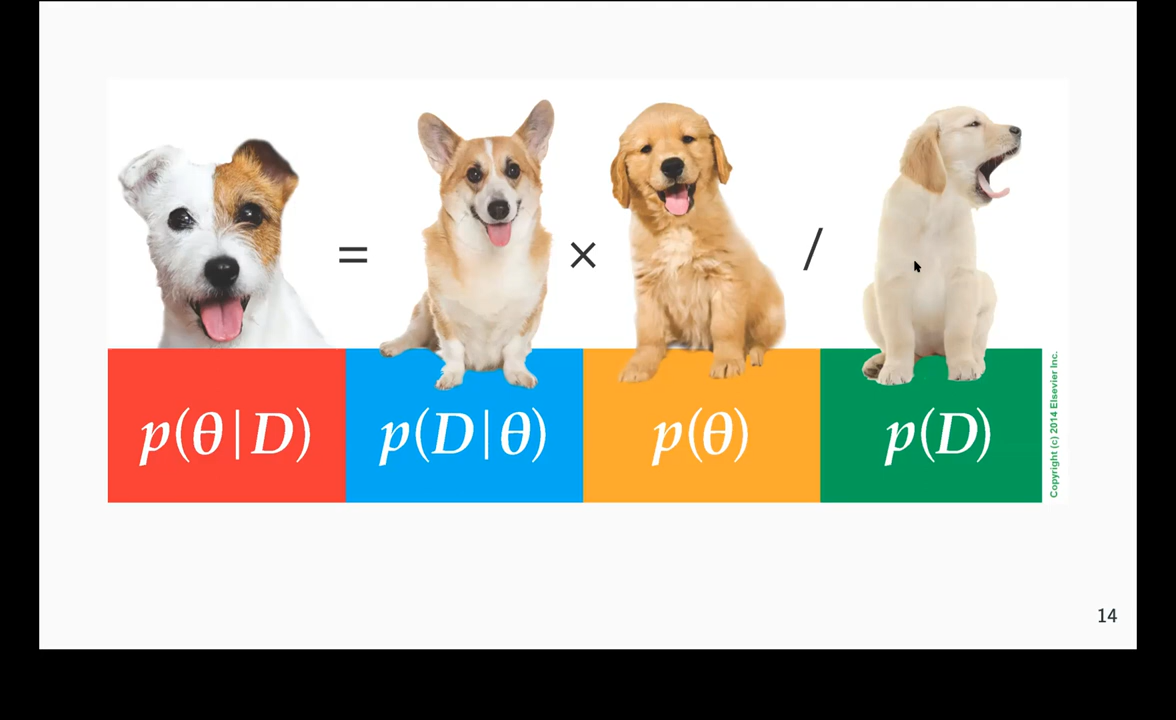 = × /
p(θ|D) p(D|θ) p(θ) p(D)
Copyright (c) 2014 Elsevier Inc.
14